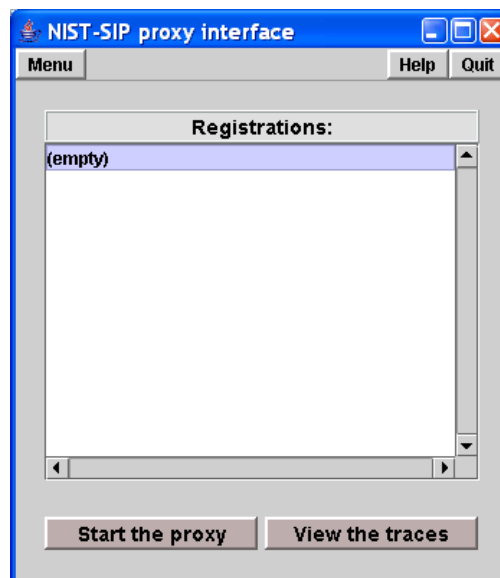 NIST-SIP proxy interface
Menu Help Quit
Registrations:
(empty)
Start the proxy View the traces